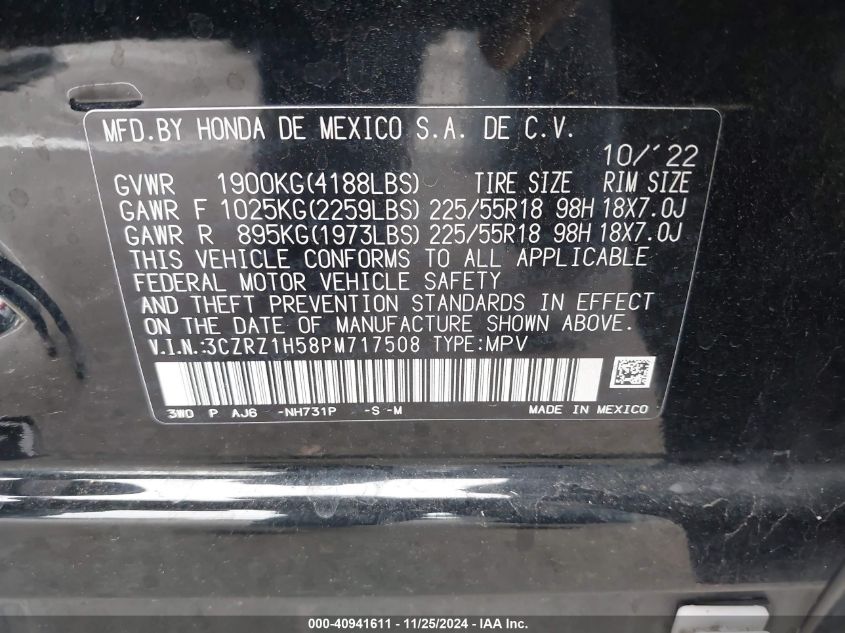 MFD.BY HONDA DE MEXICO S.A. DE C.V.
10/'22
GVWR 1900KG(4188LBS) TIRE SIZE RIM SIZE
GAWR F 1025KG(2259LBS) 225/55R18 98H 18X7.0J
GAWR R 895KG(1973LBS) 225/55R18 98H 18X7.0J
THIS VEHICLE CONFORMS TO ALL APPLICABLE
FEDERAL MOTOR VEHICLE SAFETY
AND THEFT PREVENTION STANDARDS IN EFFECT
ON THE DATE OF MANUFACTURE SHOWN ABOVE.
V.I.N.:3CZRZ1H58PM717508 TYPE:MPV
3W0 P AJ6 -NH731P -S -M MADE IN MEXICO
000-40941611 - 11/25/2024 - IAA Inc.